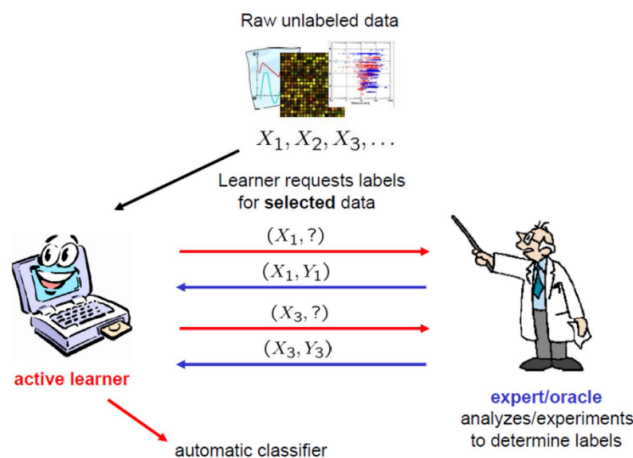 Raw unlabeled data
X₁, X₂, X₃, . . .
Learner requests labels
for selected data
(X₁, ?)
(X₁, Y₁)
(X₃, ?)
(X₃, Y₃)
active learner
expert/oracle
analyzes/experiments
to determine labels
automatic classifier